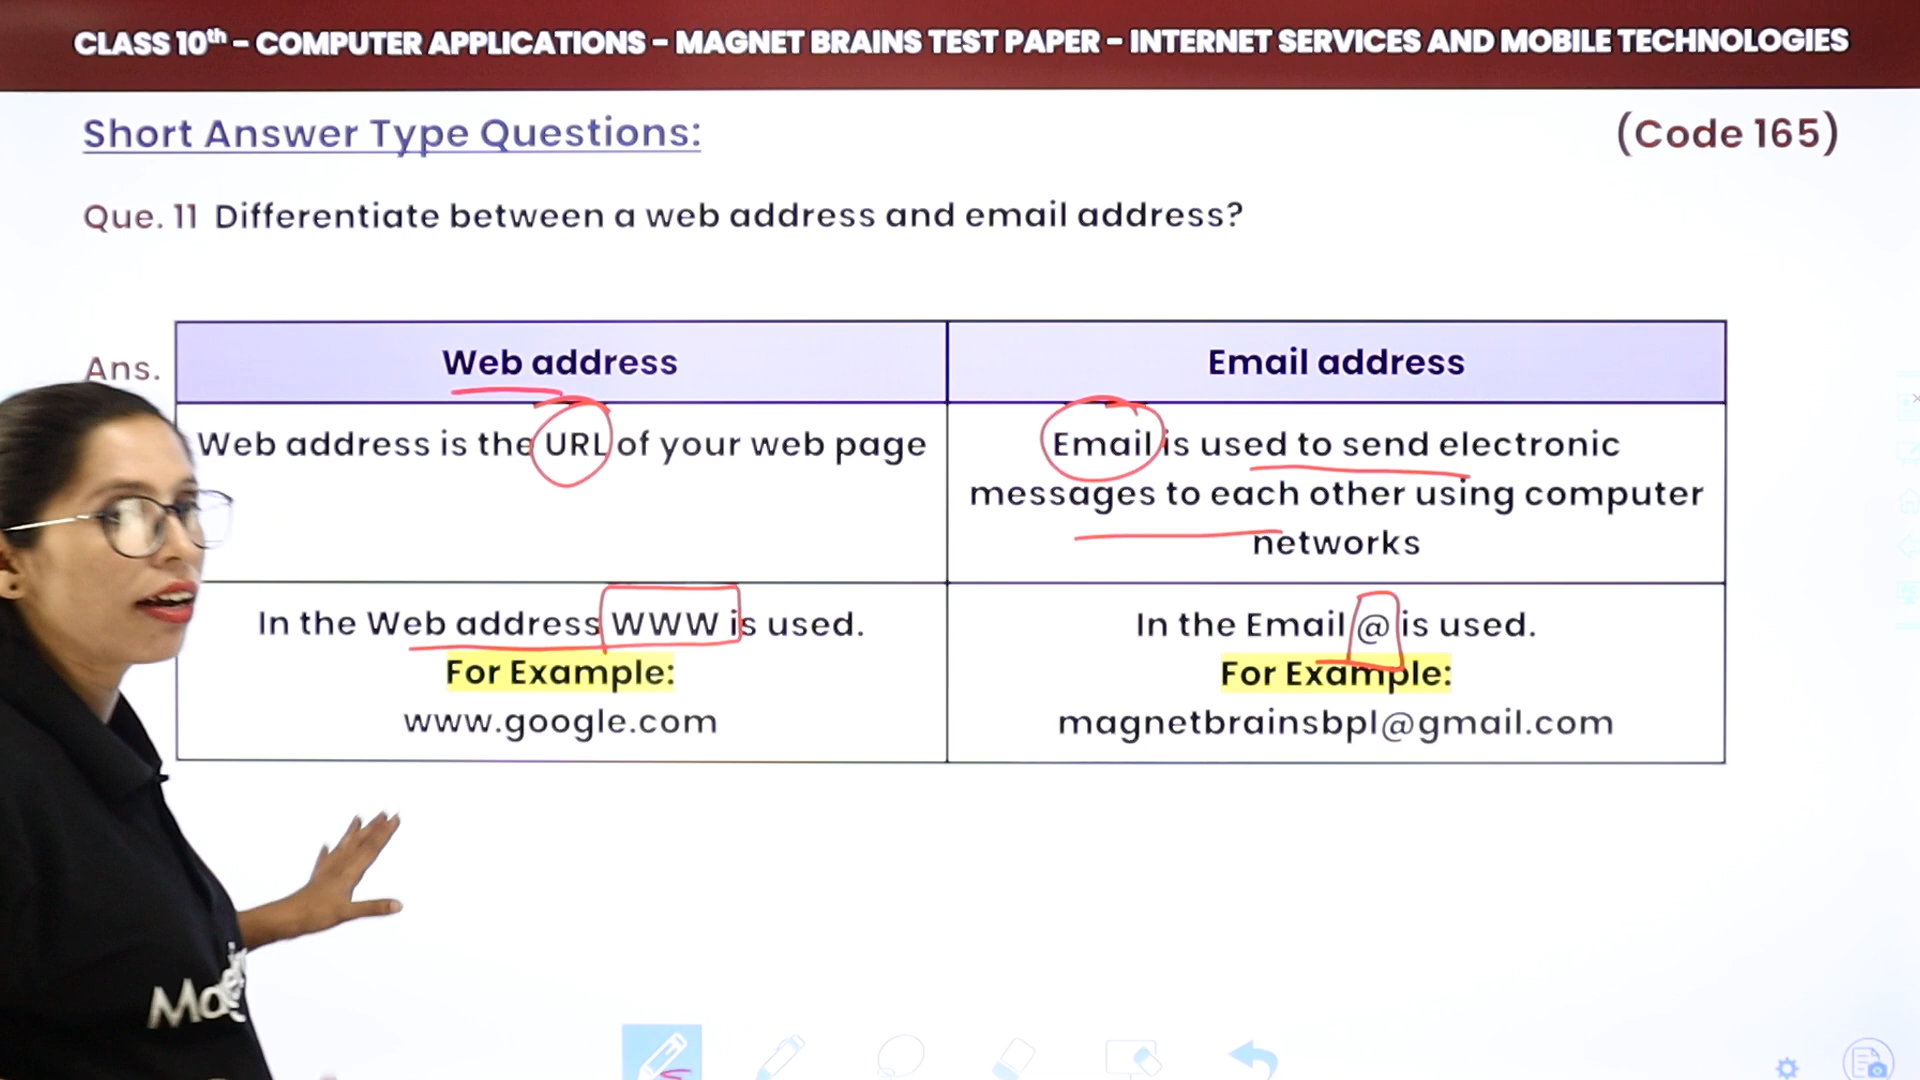 CLASS 10th - COMPUTER APPLICATIONS - MAGNET BRAINS TEST PAPER - INTERNET SERVICES AND MOBILE TECHNOLOGIES
Short Answer Type Questions:
(Code 165)
Que. 11 Differentiate between a web address and email address?
Ans.
Web address
Email address
Web address is the URL of your web page
Email is used to send electronic
messages to each other using computer
networks
In the Web address WWW is used.
For Example:
www.google.com
In the Email @ is used.
For Example:
magnetbrainsbpl@gmail.com